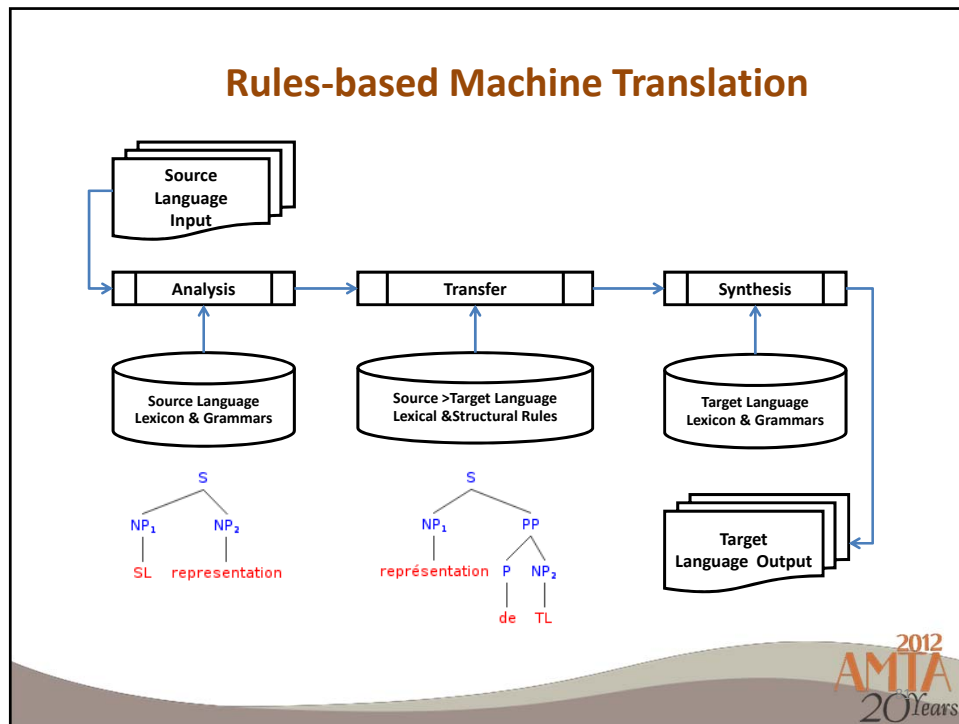 Rules-based Machine Translation
Source
Language
Input
Analysis
Transfer
Synthesis
Source Language
Lexicon & Grammars
Source >Target Language
Lexical &Structural Rules
Target Language
Lexicon & Grammars
S
NP₁ NP₂
SL representation
S
NP₁ PP
représentation P NP₂
de TL
Target
Language Output
2012
AMTA
20 Years